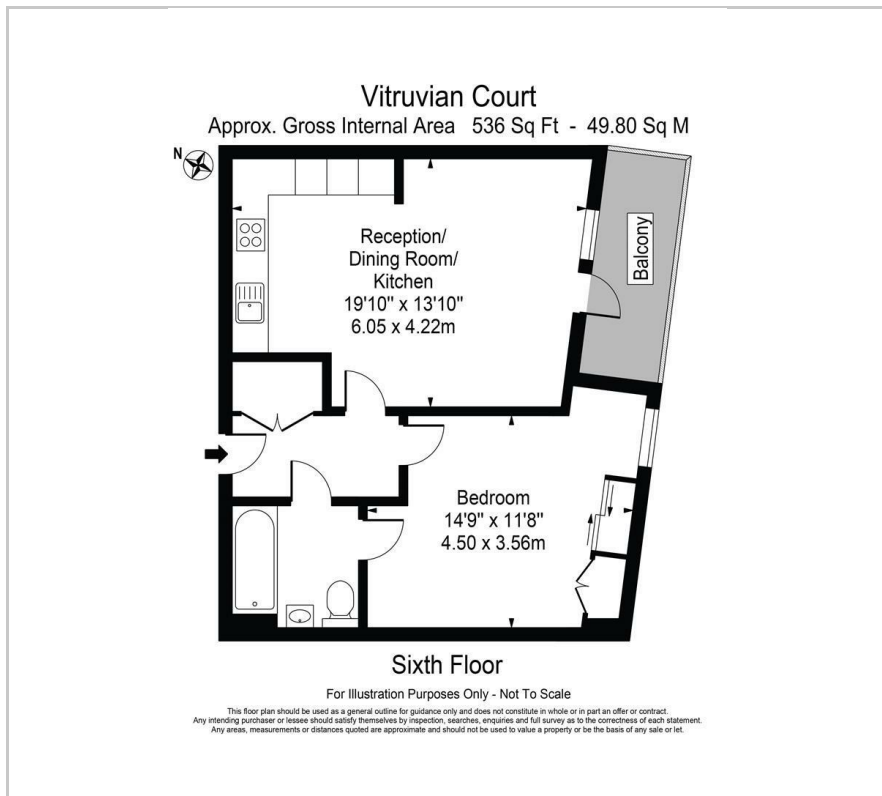 Vitruvian Court
Approx. Gross Internal Area 536 Sq Ft - 49.80 Sq M
N
Reception/
Dining Room/
Kitchen
19'10" x 13'10"
6.05 x 4.22m
Balcony
Bedroom
14'9" x 11'8"
4.50 x 3.56m
Sixth Floor
For Illustration Purposes Only - Not To Scale
This floor plan should be used as a general outline for guidance only and does not constitute in whole or in part an offer or contract.
Any intending purchaser or lessee should satisfy themselves by inspection, searches, enquiries and full survey as to the correctness of each statement.
Any areas, measurements or distances quoted are approximate and should not be used to value a property or be the basis of any sale or let.